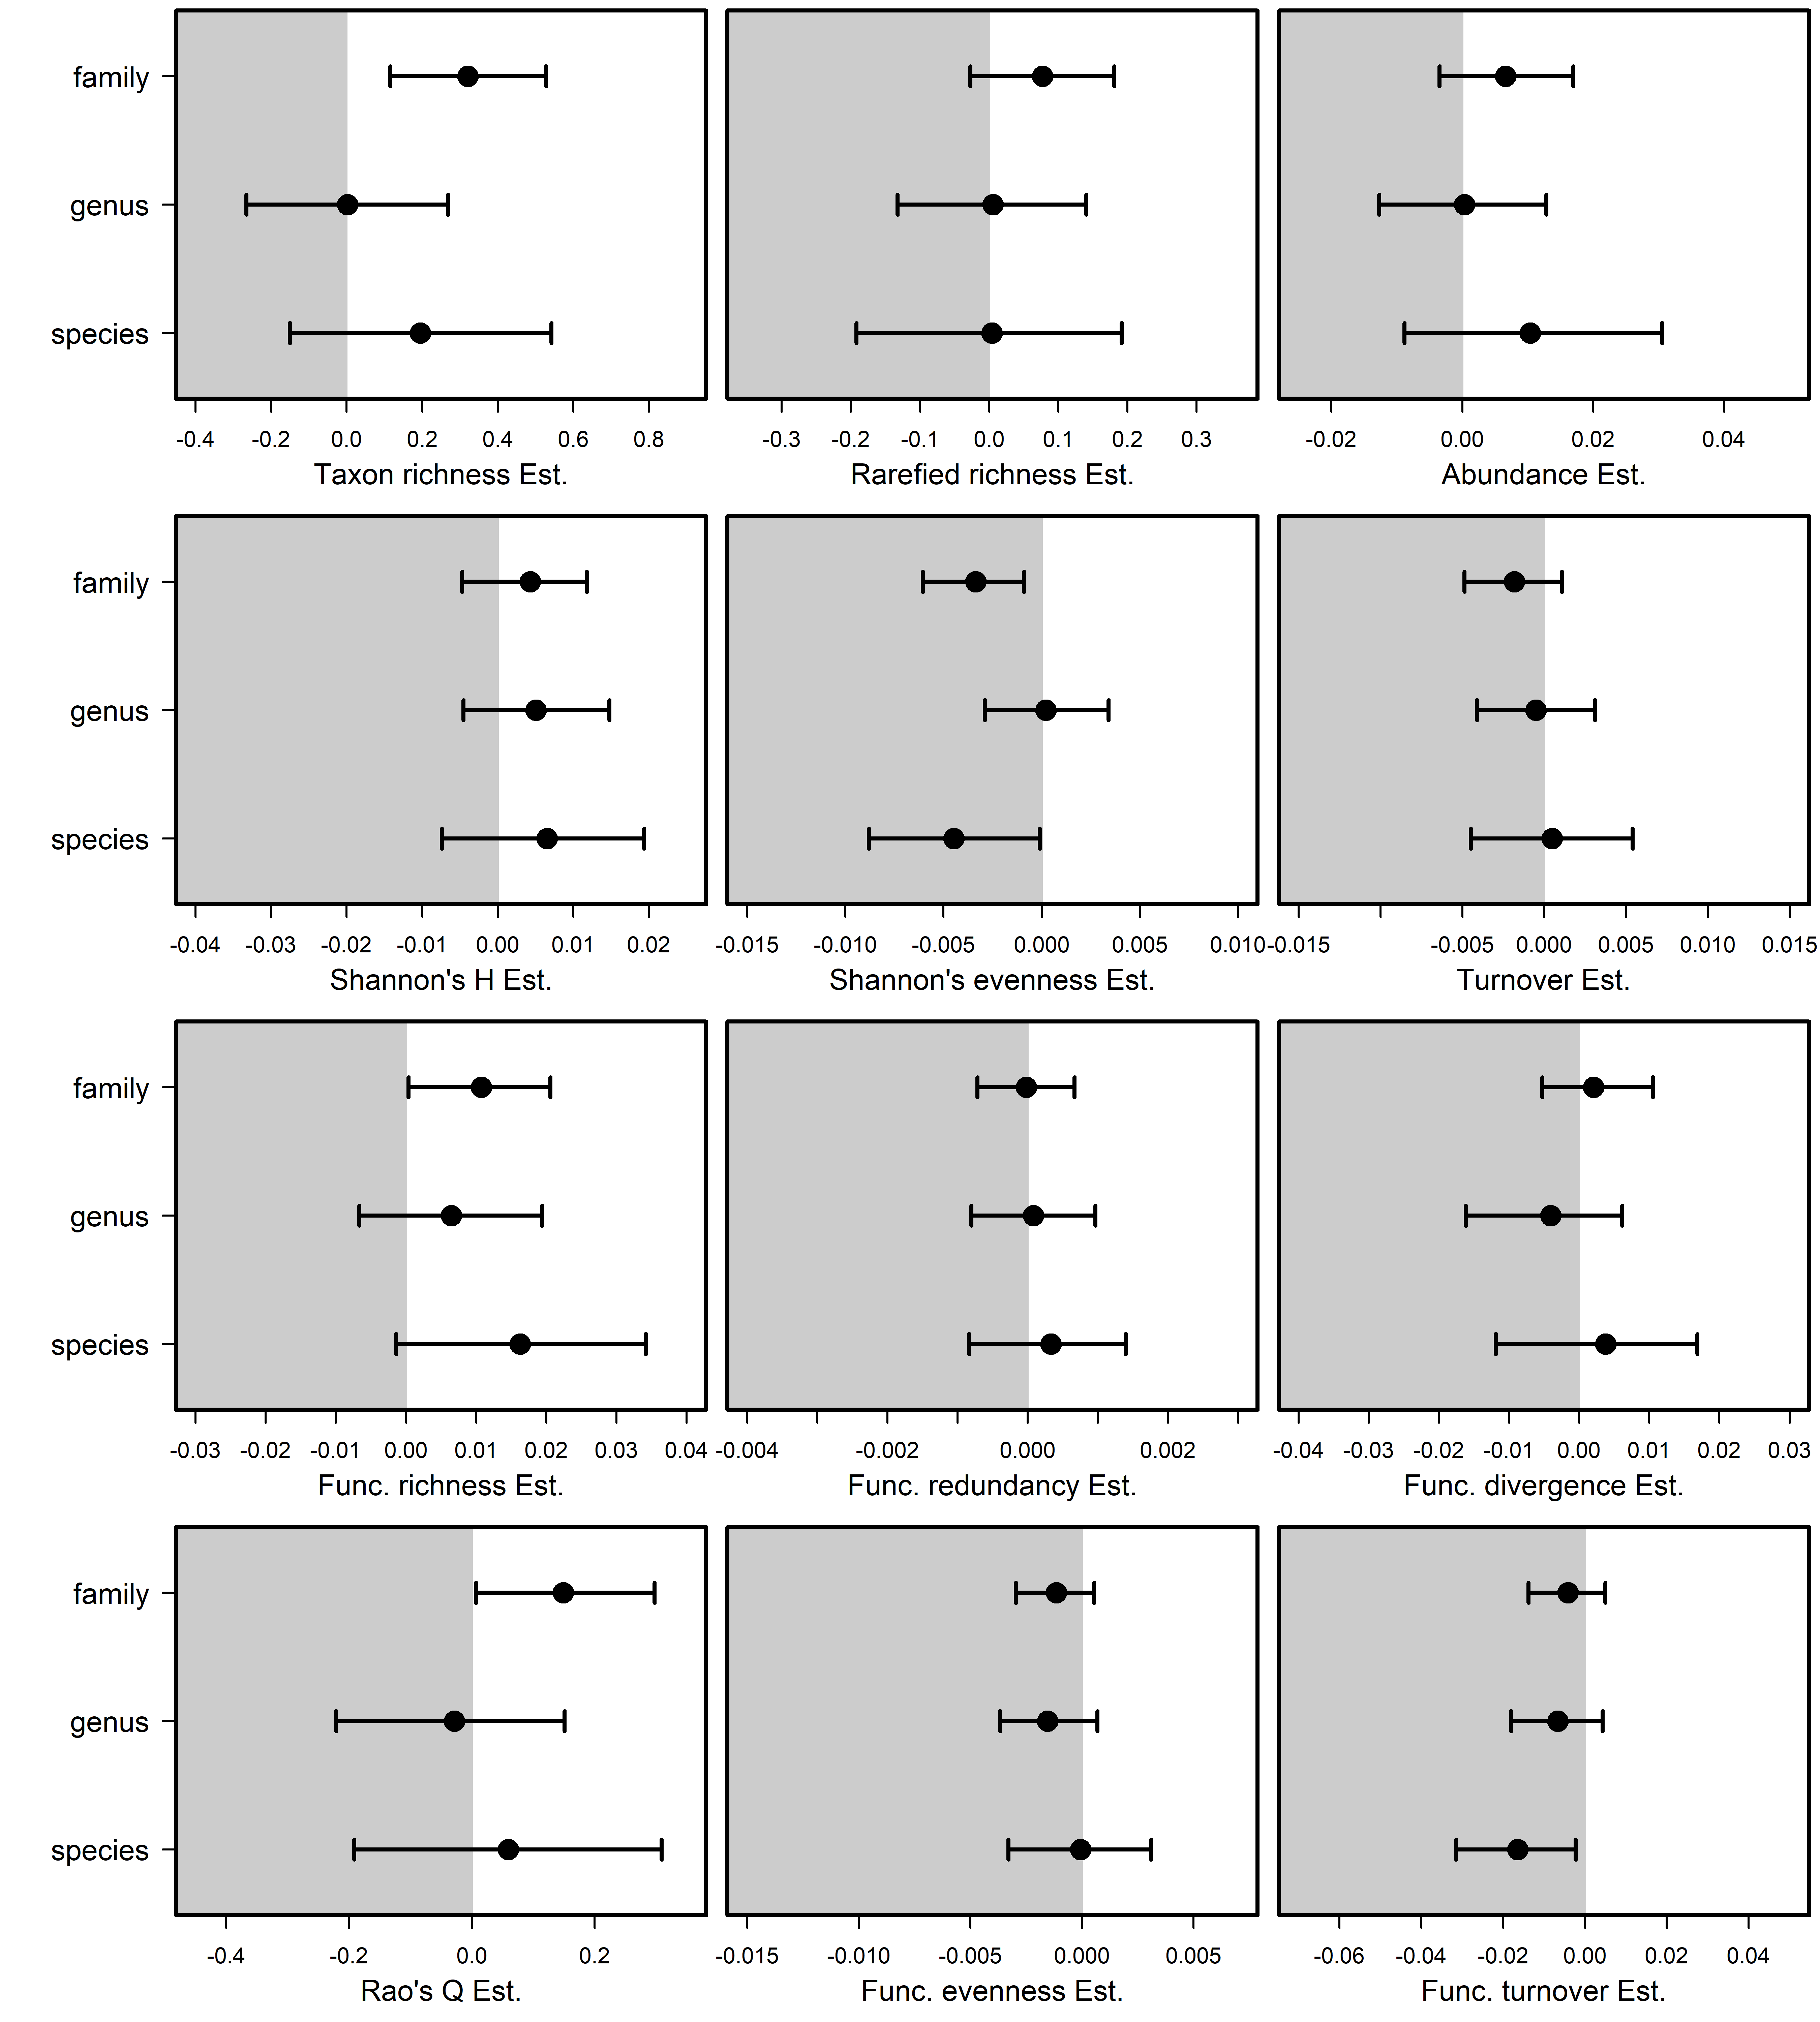 family
genus
species
-0.4 -0.2 0.0 0.2 0.4 0.6 0.8
Taxon richness Est.
-0.3 -0.2 -0.1 0.0 0.1 0.2 0.3
Rarefied richness Est.
-0.02 0.00 0.02 0.04
Abundance Est.
family
genus
species
-0.04 -0.03 -0.02 -0.01 0.00 0.01 0.02
Shannon's H Est.
-0.015 -0.010 -0.005 0.000 0.005 0.010
Shannon's evenness Est.
-0.015 -0.005 0.000 0.005 0.010 0.015
Turnover Est.
family
genus
species
-0.03 -0.02 -0.01 0.00 0.01 0.02 0.03 0.04
Func. richness Est.
-0.004 -0.002 0.000 0.002
Func. redundancy Est.
-0.04 -0.03 -0.02 -0.01 0.00 0.01 0.02 0.03
Func. divergence Est.
family
genus
species
-0.4 -0.2 0.0 0.2
Rao's Q Est.
-0.015 -0.010 -0.005 0.000 0.005
Func. evenness Est.
-0.06 -0.04 -0.02 0.00 0.02 0.04
Func. turnover Est.